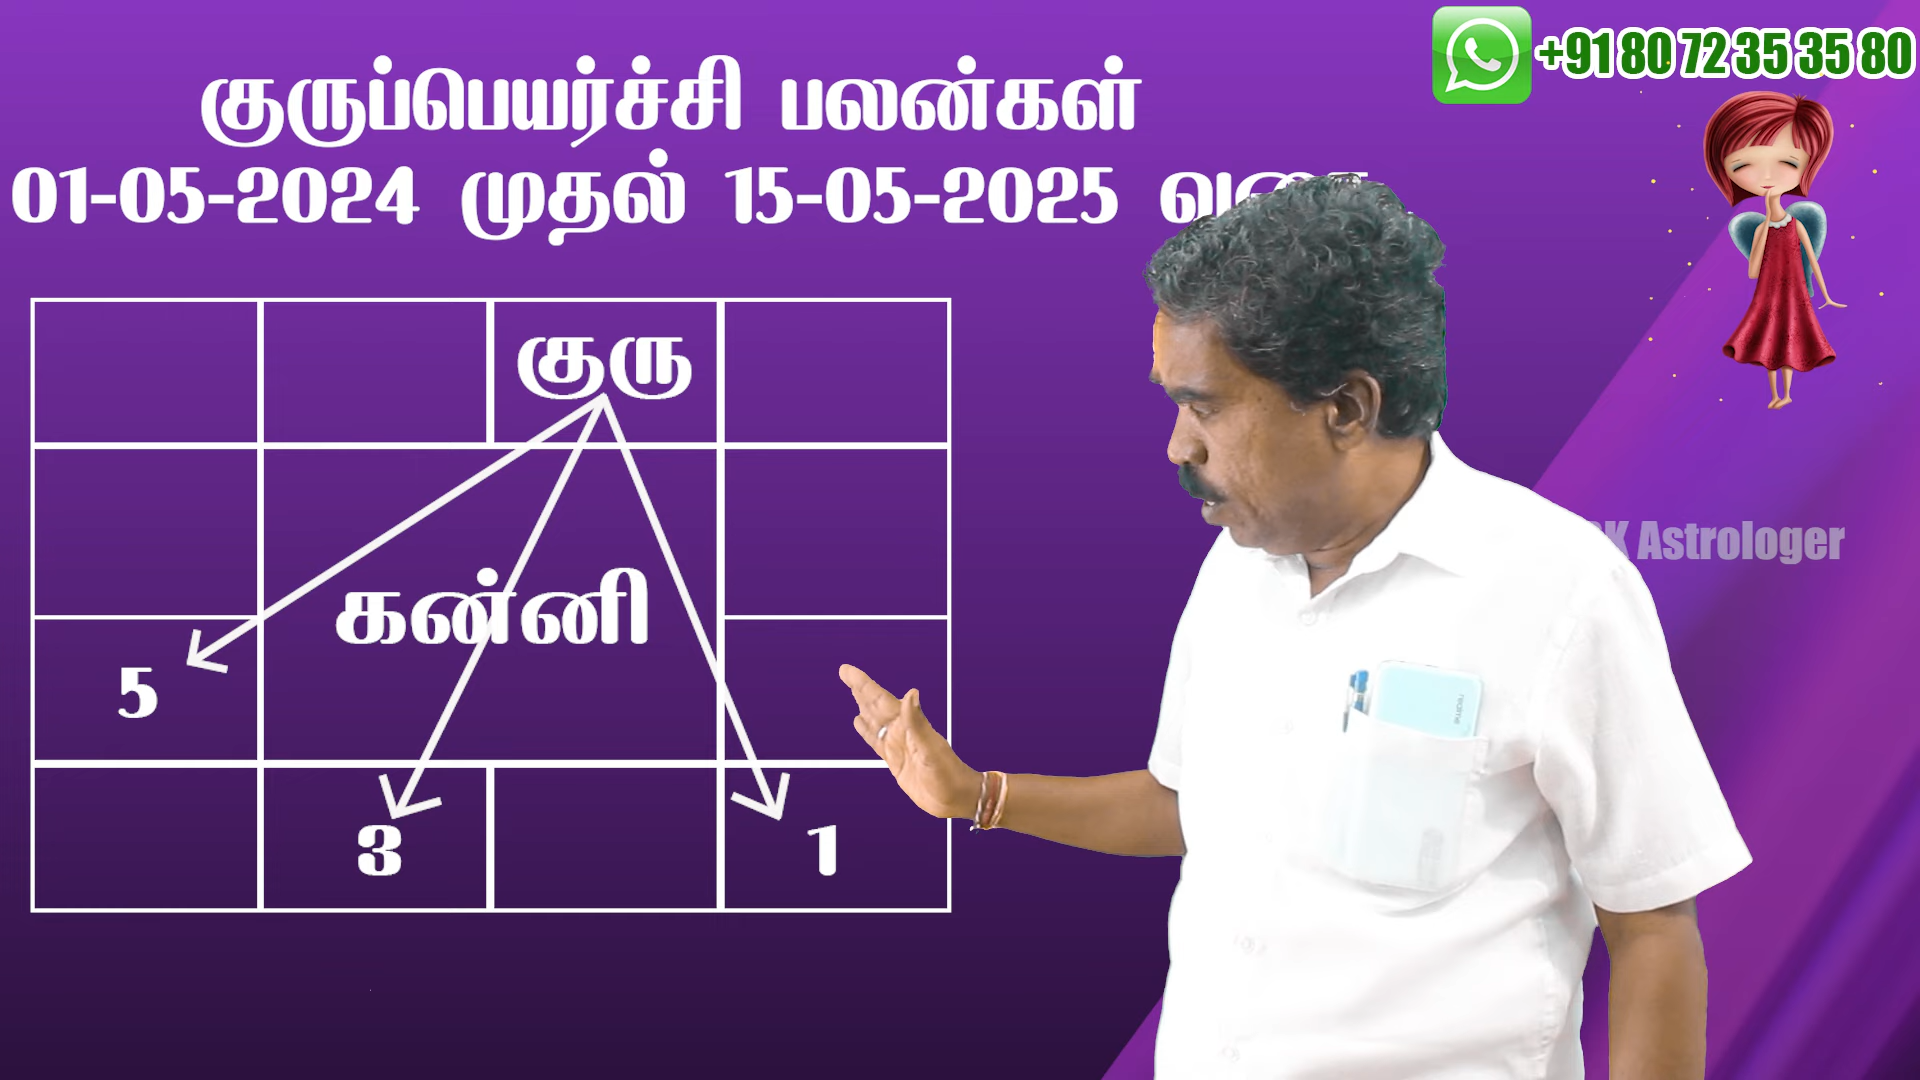 +91 80 72 35 35 80
குருப்பெயர்ச்சி பலன்கள்
01-05-2024 முதல் 15-05-2025
குரு
K Astrologer
கன்னி
5
3
1
realme